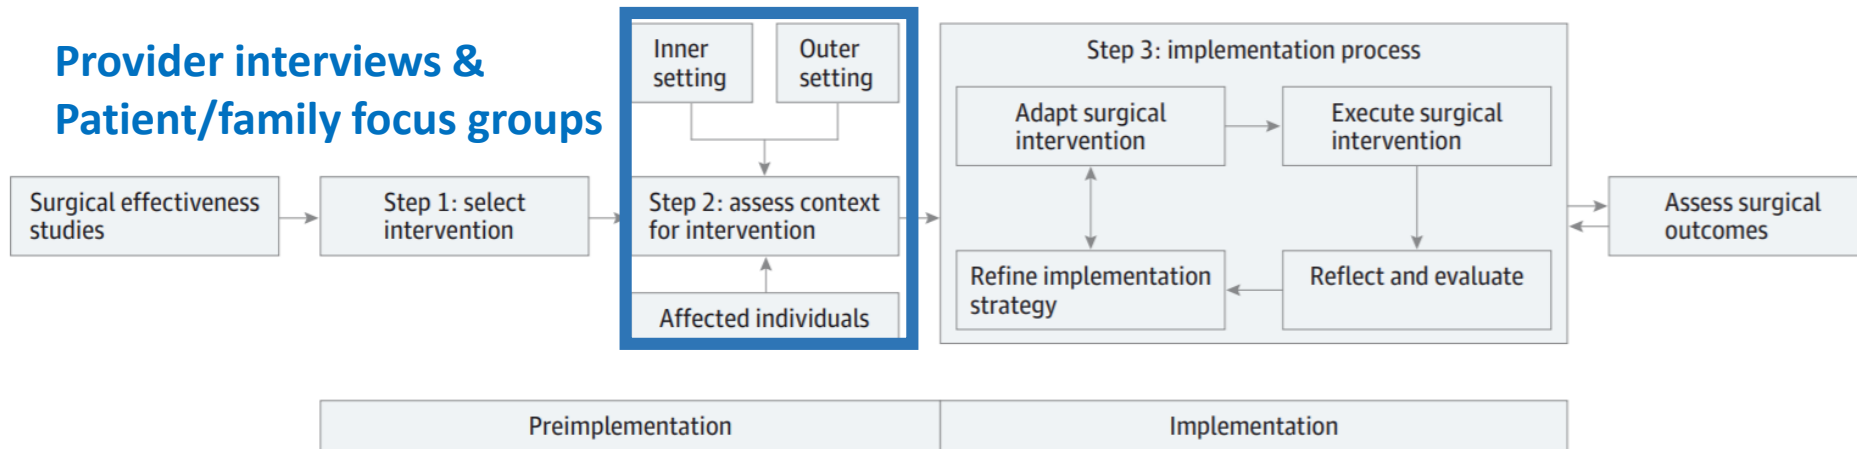 Provider interviews &
Patient/family focus groups
Surgical effectiveness
studies
Step 1: select
intervention
Inner
setting
Outer
setting
Step 2: assess context
for intervention
Affected individuals
Step 3: implementation process
Adapt surgical
intervention
Execute surgical
intervention
Refine implementation
strategy
Reflect and evaluate
Assess surgical
outcomes
Preimplementation
Implementation